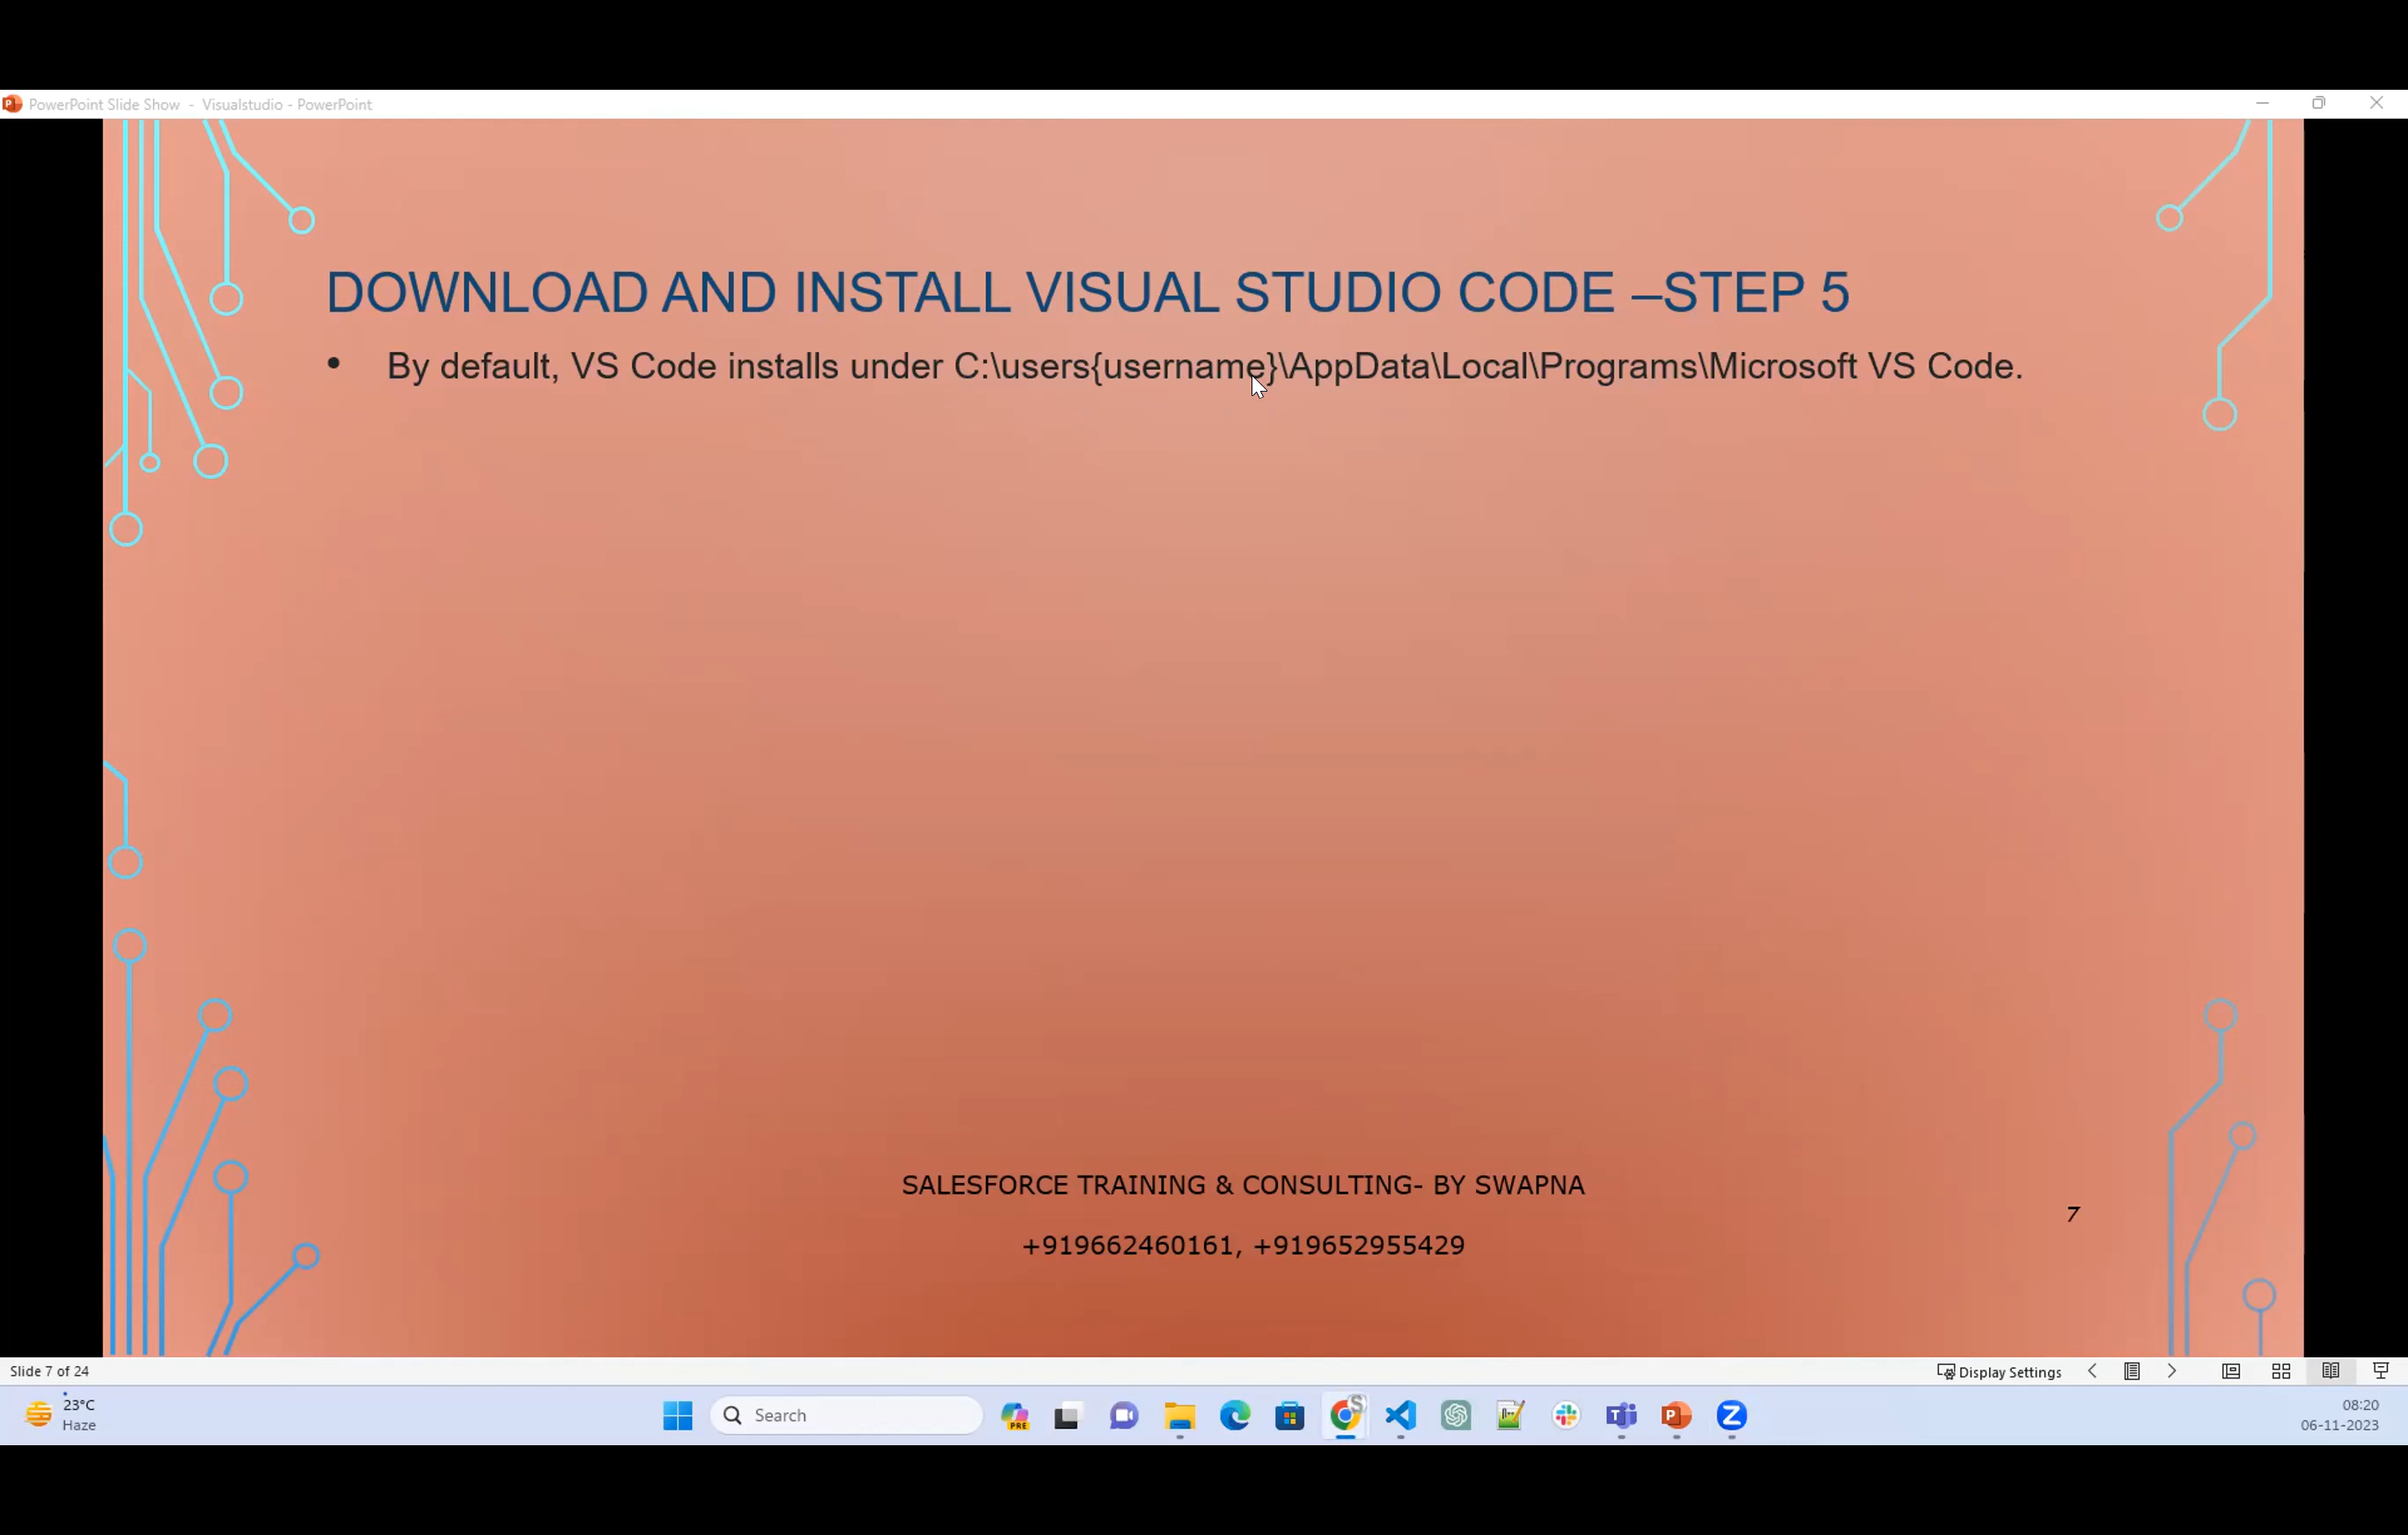 PowerPoint Slide Show - Visualstudio - PowerPoint
DOWNLOAD AND INSTALL VISUAL STUDIO CODE –STEP 5
• By default, VS Code installs under C:\users{username}\AppData\Local\Programs\Microsoft VS Code.
SALESFORCE TRAINING & CONSULTING- BY SWAPNA
7
+919662460161, +919652955429
Slide 7 of 24
Display Settings
23°C
Haze
Search
PRE
08:20
06-11-2023